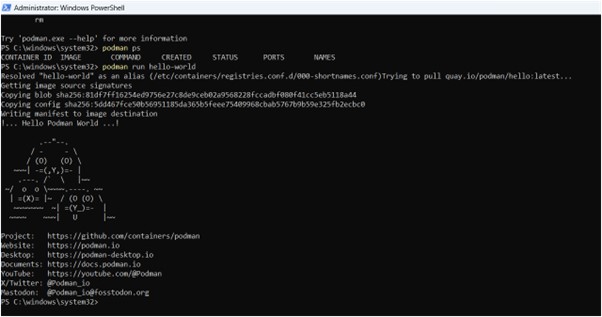 Administrator: Windows PowerShell
rm
Try 'podman.exe --help' for more information
PS C:\windows\system32> podman ps
CONTAINER ID  IMAGE       COMMAND     CREATED     STATUS      PORTS       NAMES
PS C:\windows\system32> podman run hello-world
Resolved "hello-world" as an alias (/etc/containers/registries.conf.d/000-shortnames.conf)Trying to pull quay.io/podman/hello:latest...
Getting image source signatures
Copying blob sha256:81df7ff16254ed9756e27c8de9ceb02a9568228fccadbf080f41cc5eb5118a44
Copying config sha256:5dd467fce50b56951185da365b5feee75409968cbab5767b9b59e325fb2ecbc0
Writing manifest to image destination
!... Hello Podman World ...!

         .--"--.
       / -     - \
      / (O)   (O) \
   ~~~| -=(,Y,)=- |
    .---. /`  \   |~~
 ~/  o  o \~~~~.----. ~~
  | =(X)= |~  / (O (O) \
   ~~~~~~~  ~| =(Y_)=-  |
  ~~~~    ~~~|   U      |~~

Project:   https://github.com/containers/podman
Website:   https://podman.io
Desktop:   https://podman-desktop.io
Documents: https://docs.podman.io
YouTube:   https://youtube.com/@Podman
X/Twitter: @Podman_io
Mastodon:  @Podman_io@fosstodon.org
PS C:\windows\system32>